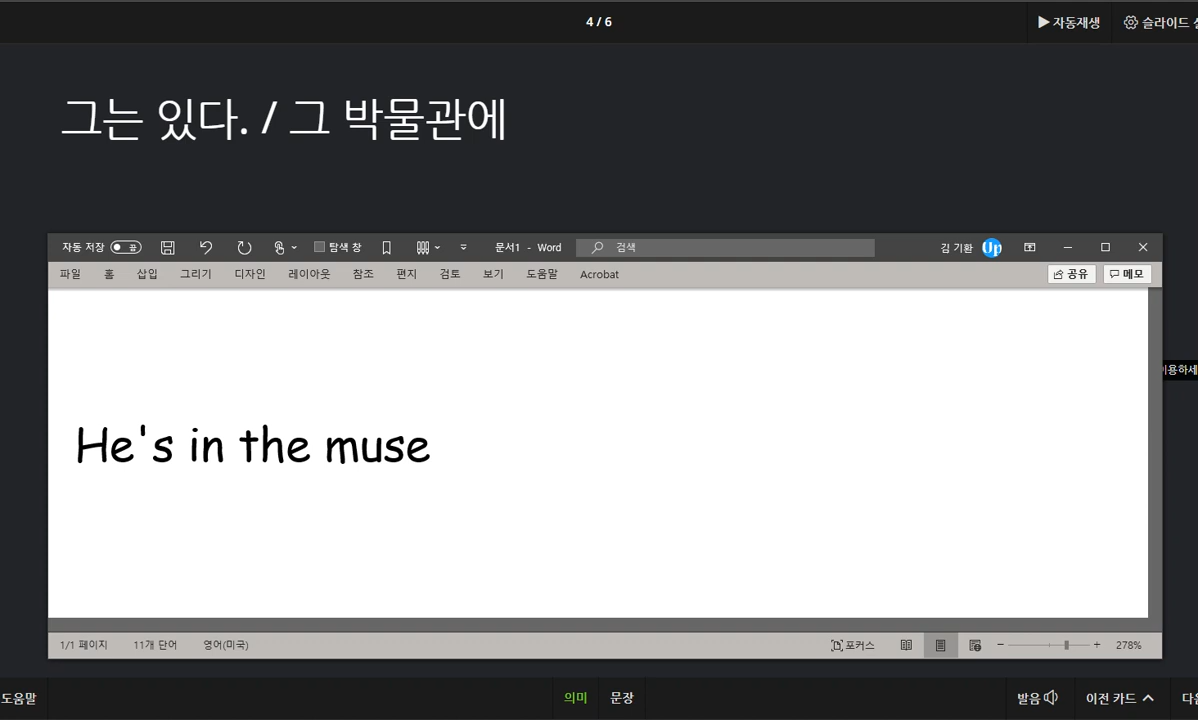 4 / 6
자동재생
슬라이드
그는 있다. / 그 박물관에
자동 저장
탐색 창
문서1 - Word
검색
김 기환
Up
파일 홈 삽입 그리기 디자인 레이아웃 참조 편지 검토 보기 도움말 Acrobat
공유
메모
이용하세
He's in the muse
1/1 페이지 11개 단어 영어(미국)
포커스
278%
도움말
의미
문장
발음
이전 카드